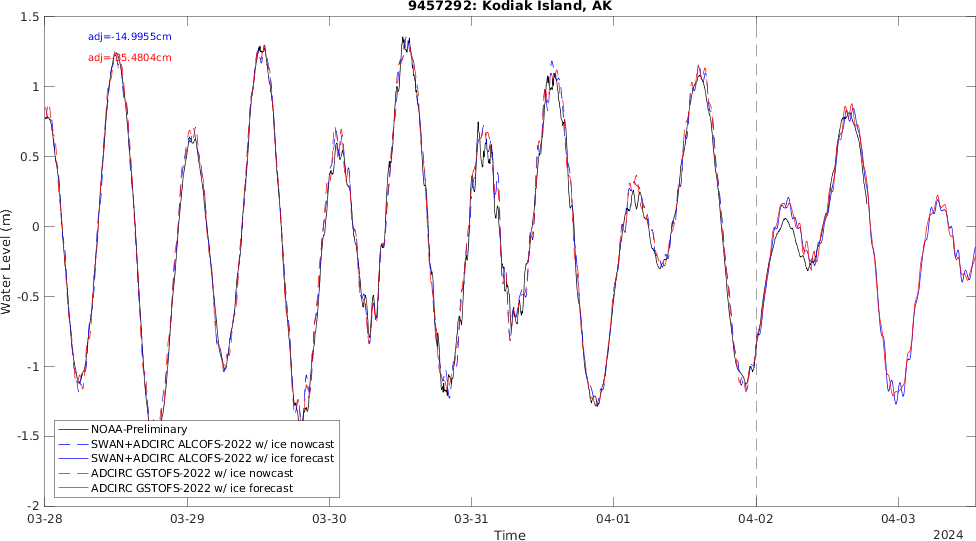 9457292: Kodiak Island, AK
adj=-14.9955cm
adj=-35.4804cm
1.5
1
0.5
0
-0.5
-1
-1.5
-2
Water Level (m)
NOAA-Preliminary
SWAN+ADCIRC ALCOFS-2022 w/ ice nowcast
SWAN+ADCIRC ALCOFS-2022 w/ ice forecast
ADCIRC GSTOFS-2022 w/ ice nowcast
ADCIRC GSTOFS-2022 w/ ice forecast
03-28 03-29 03-30 03-31 04-01 04-02 04-03
Time
2024